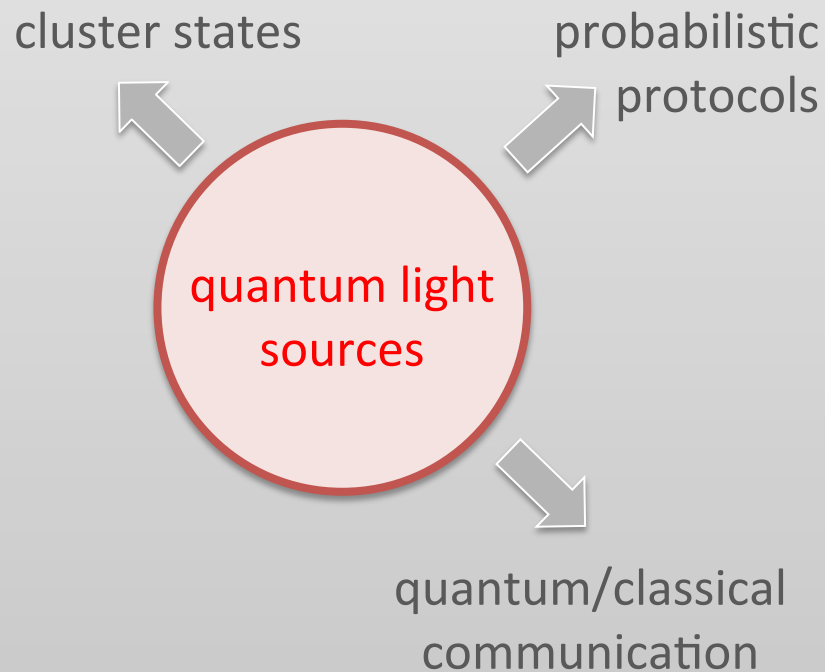 cluster states
probabilistic
protocols
quantum light
sources
quantum/classical
communication